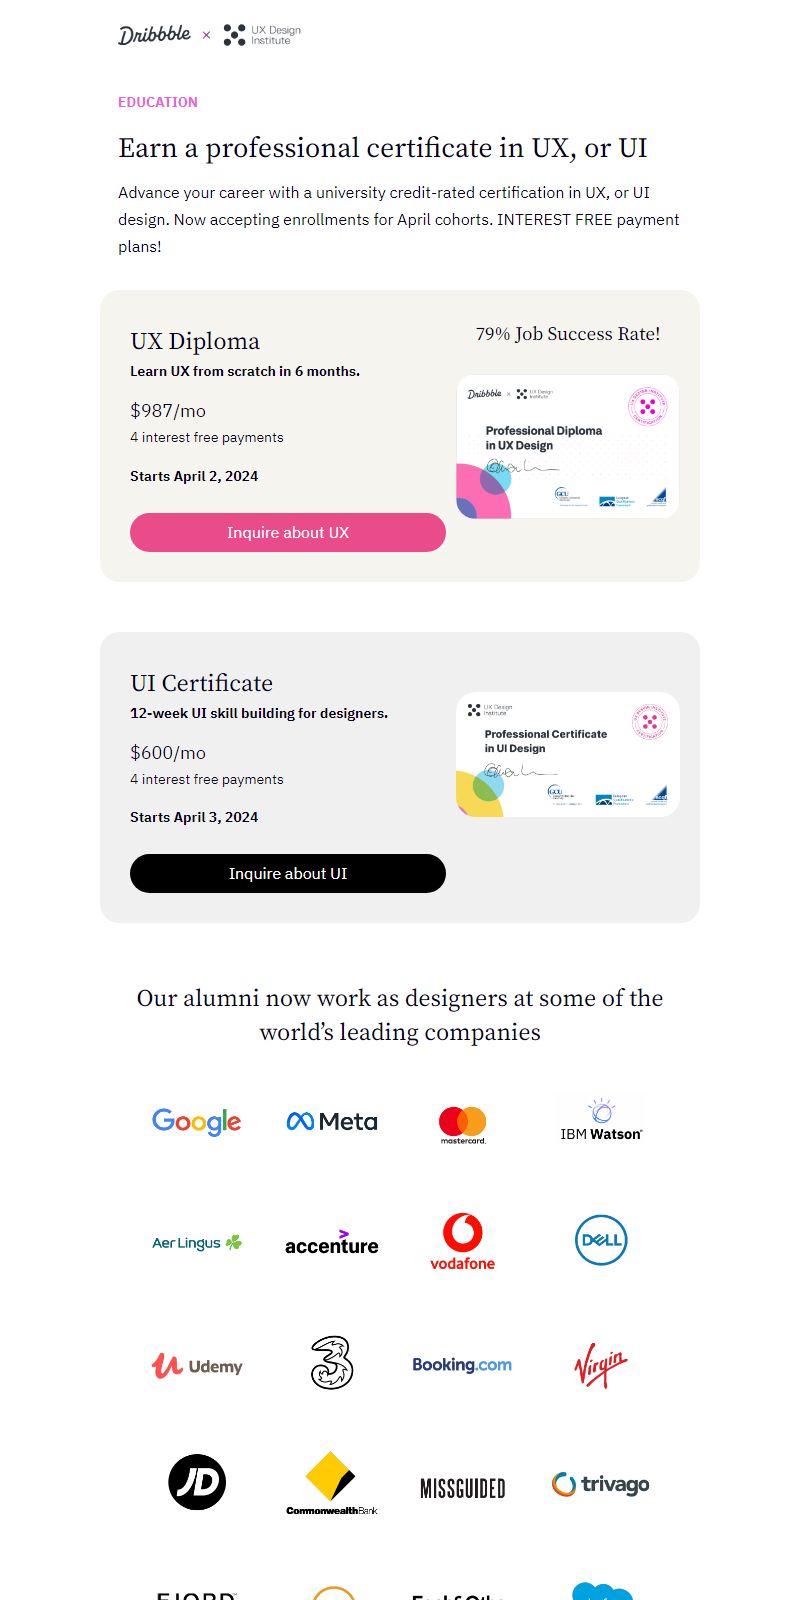 Dribbble × UX Design Institute
EDUCATION
Earn a professional certificate in UX, or UI
Advance your career with a university credit-rated certification in UX, or UI
design. Now accepting enrollments for April cohorts. INTEREST FREE payment
plans!
UX Diploma
Learn UX from scratch in 6 months.
$987/mo
4 interest free payments
Starts April 2, 2024
Inquire about UX
79% Job Success Rate!
Dribbble × UX Design Institute
Professional Diploma
in UX Design
GCU
UI Certificate
12-week UI skill building for designers.
$600/mo
4 interest free payments
Starts April 3, 2024
Inquire about UI
UX Design
Institute
Professional Certificate
in UI Design
GCU
Our alumni now work as designers at some of the
world’s leading companies
Google
Meta
mastercard.
IBM Watson
Aer Lingus
accenture
vodafone
DELL
Udemy
3
Booking.com
Virgin
JD
CommonwealthBank
MISSGUIDED
trivago